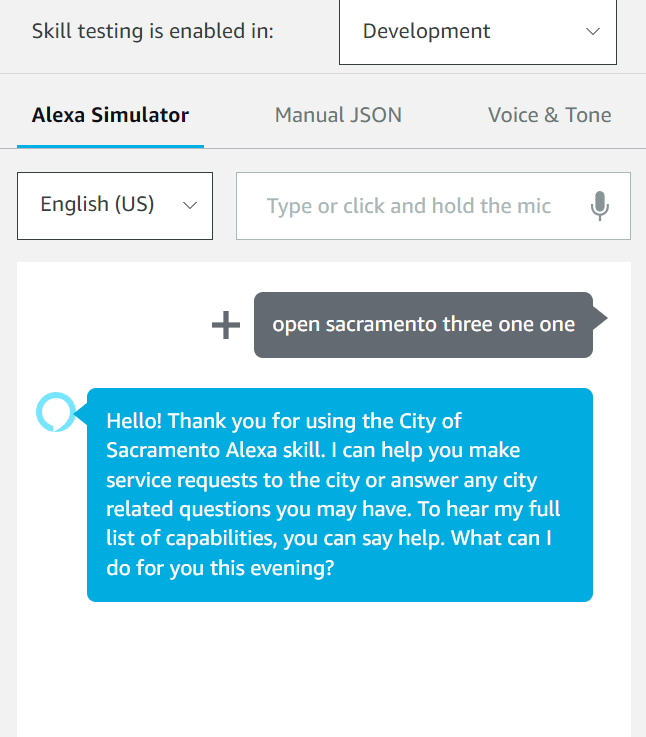 Skill testing is enabled in:
Development
Alexa Simulator
Manual JSON
Voice & Tone
English (US)
Type or click and hold the mic
open sacramento three one one
Hello! Thank you for using the City of
Sacramento Alexa skill. I can help you make
service requests to the city or answer any city
related questions you may have. To hear my full
list of capabilities, you can say help. What can I
do for you this evening?